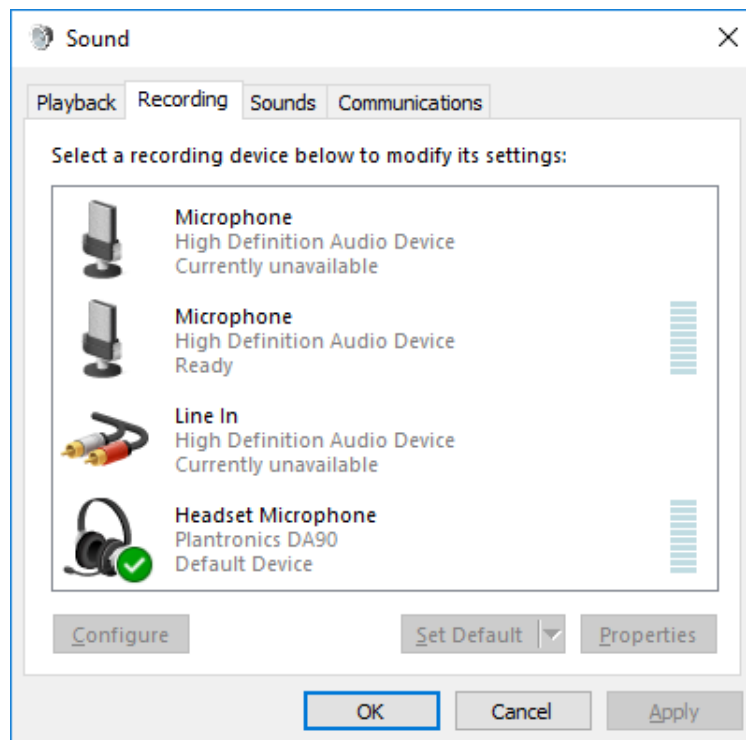 Sound
Playback Recording Sounds Communications
Select a recording device below to modify its settings:
Microphone
High Definition Audio Device
Currently unavailable
Microphone
High Definition Audio Device
Ready
Line In
High Definition Audio Device
Currently unavailable
Headset Microphone
Plantronics DA90
Default Device
Configure Set Default Properties
OK Cancel Apply